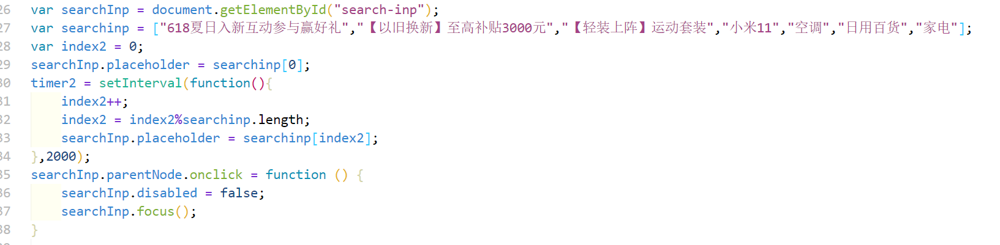 26 var searchInp = document.getElementById("search-inp");
27 var searchinp = ["618夏日入新互动参与赢好礼","【以旧换新】至高补贴3000元","【轻装上阵】运动套装","小米11","空调","日用百货","家电"];
28 var index2 = 0;
29 searchInp.placeholder = searchinp[0];
30 timer2 = setInterval(function(){
31 index2++;
32 index2 = index2%searchinp.length;
33 searchInp.placeholder = searchinp[index2];
34 },2000);
35 searchInp.parentNode.onclick = function () {
36 searchInp.disabled = false;
37 searchInp.focus();
38 }